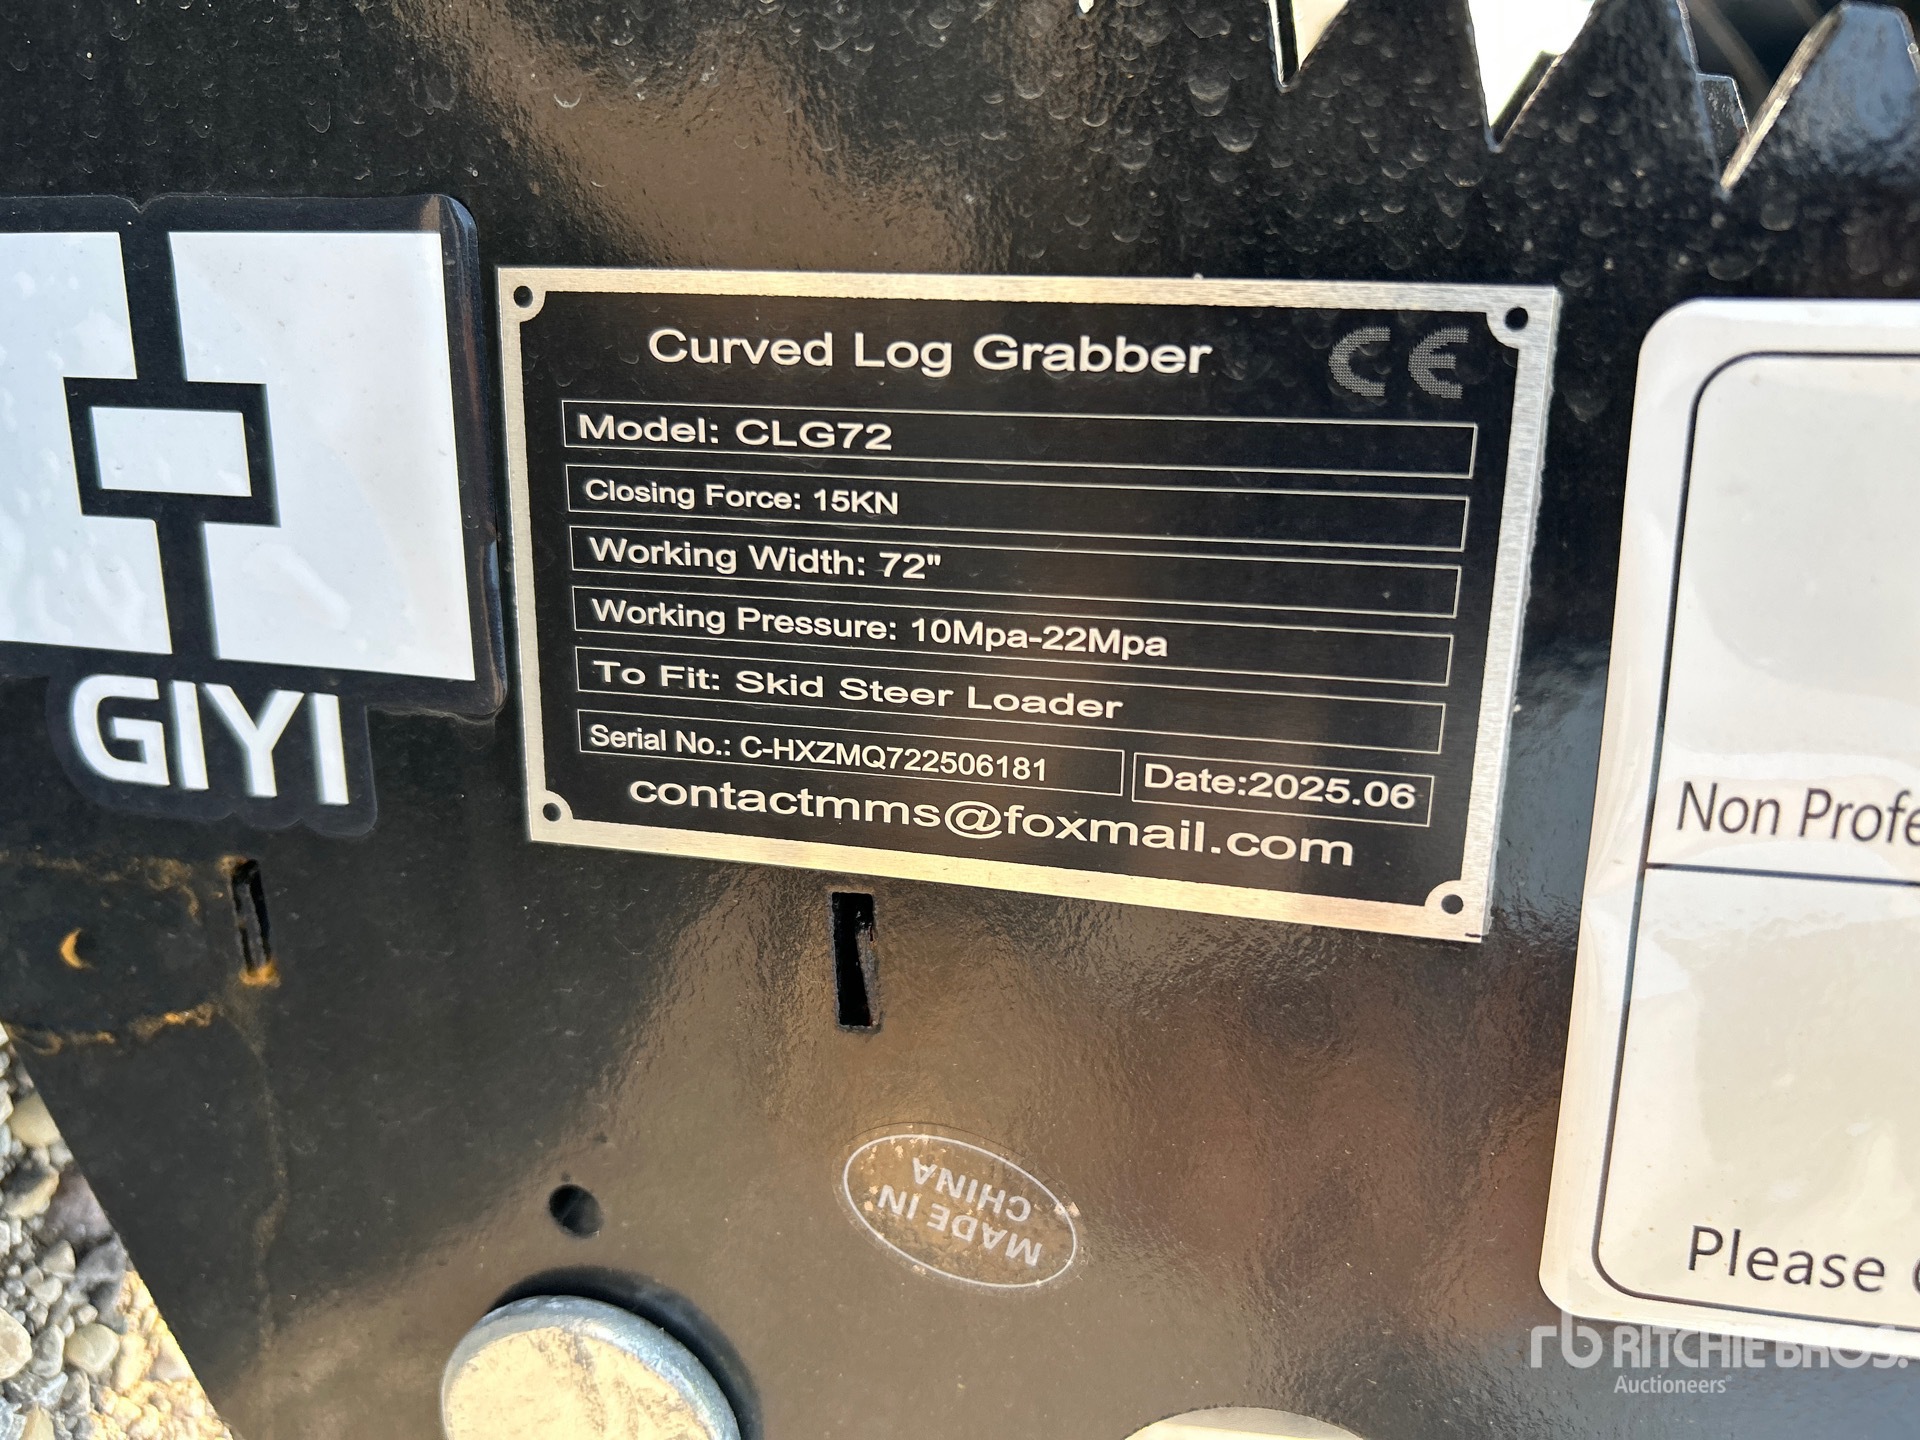 GIYI
Curved Log Grabber CE
Model: CLG72
Closing Force: 15KN
Working Width: 72"
Working Pressure: 10Mpa-22Mpa
To Fit: Skid Steer Loader
Serial No.: C-HXZMQ722506181 Date:2025.06
contactmms@foxmail.com
Non Profe
Please
MADE IN
CHINA
rb RITCHIE BROS.
Auctioneers